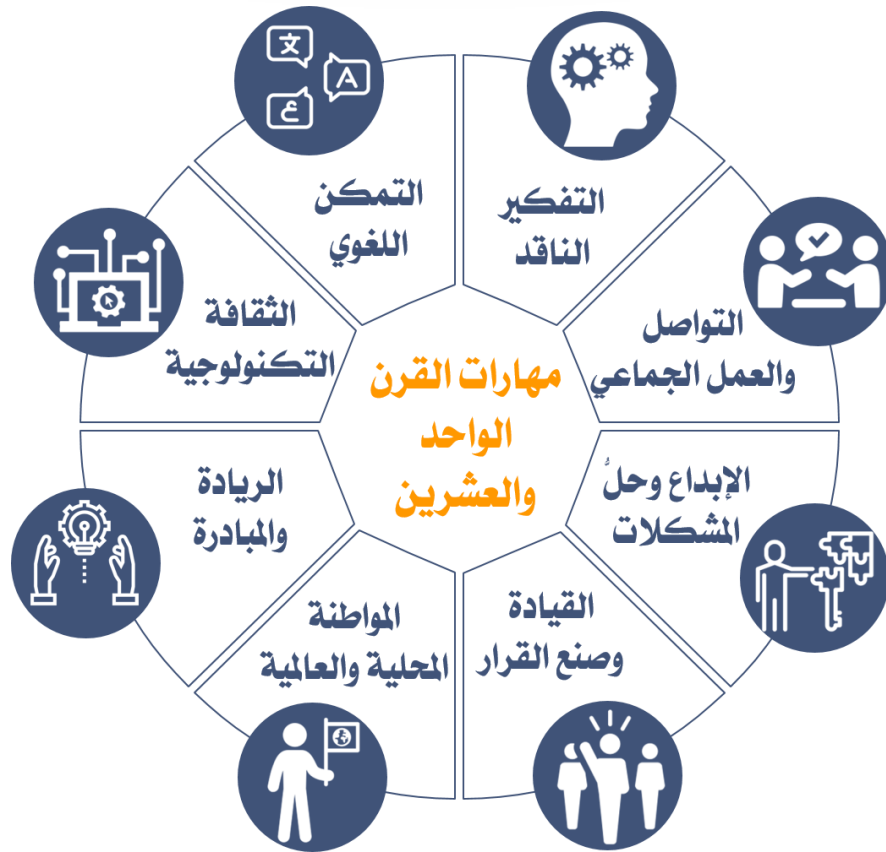 مهارات القرن
الواحد
والعشرين
التفكير
الناقد
التواصل
والعمل الجماعي
الإبداع وحلُّ
المشكلات
القيادة
وصنع القرار
المواطنة
المحلية والعالمية
الريادة
والمبادرة
الثقافة
التكنولوجية
التمكن
اللغوي
文
A
ع